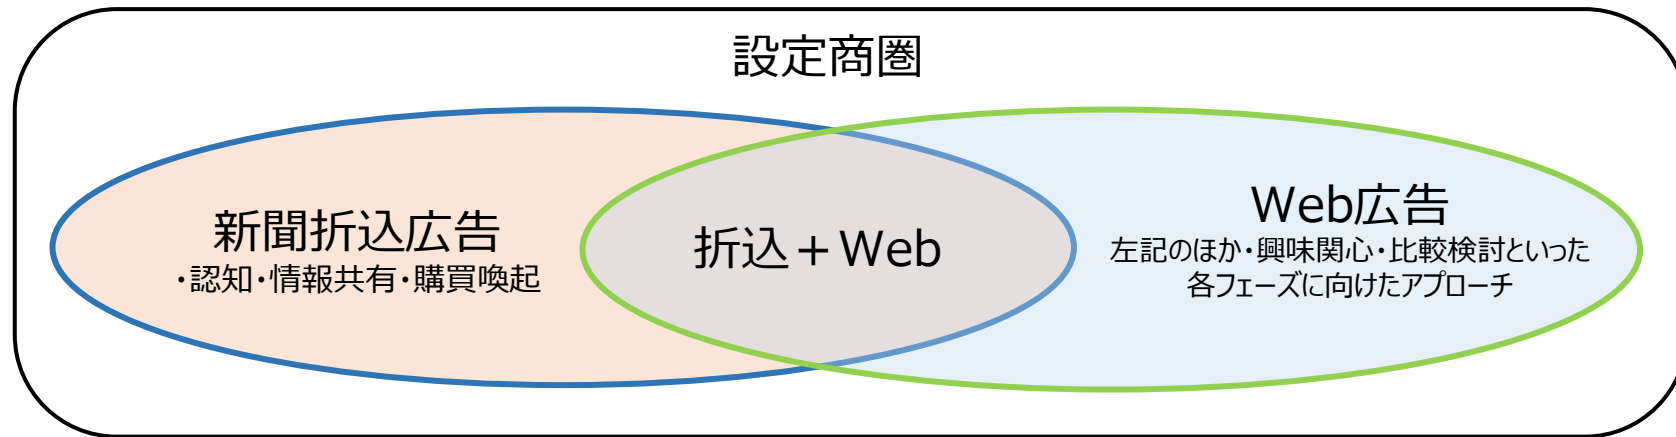 設定商圏
新聞折込広告
・認知・情報共有・購買喚起
折込＋Web
Web広告
左記のほか・興味関心・比較検討といった
各フェーズに向けたアプローチ